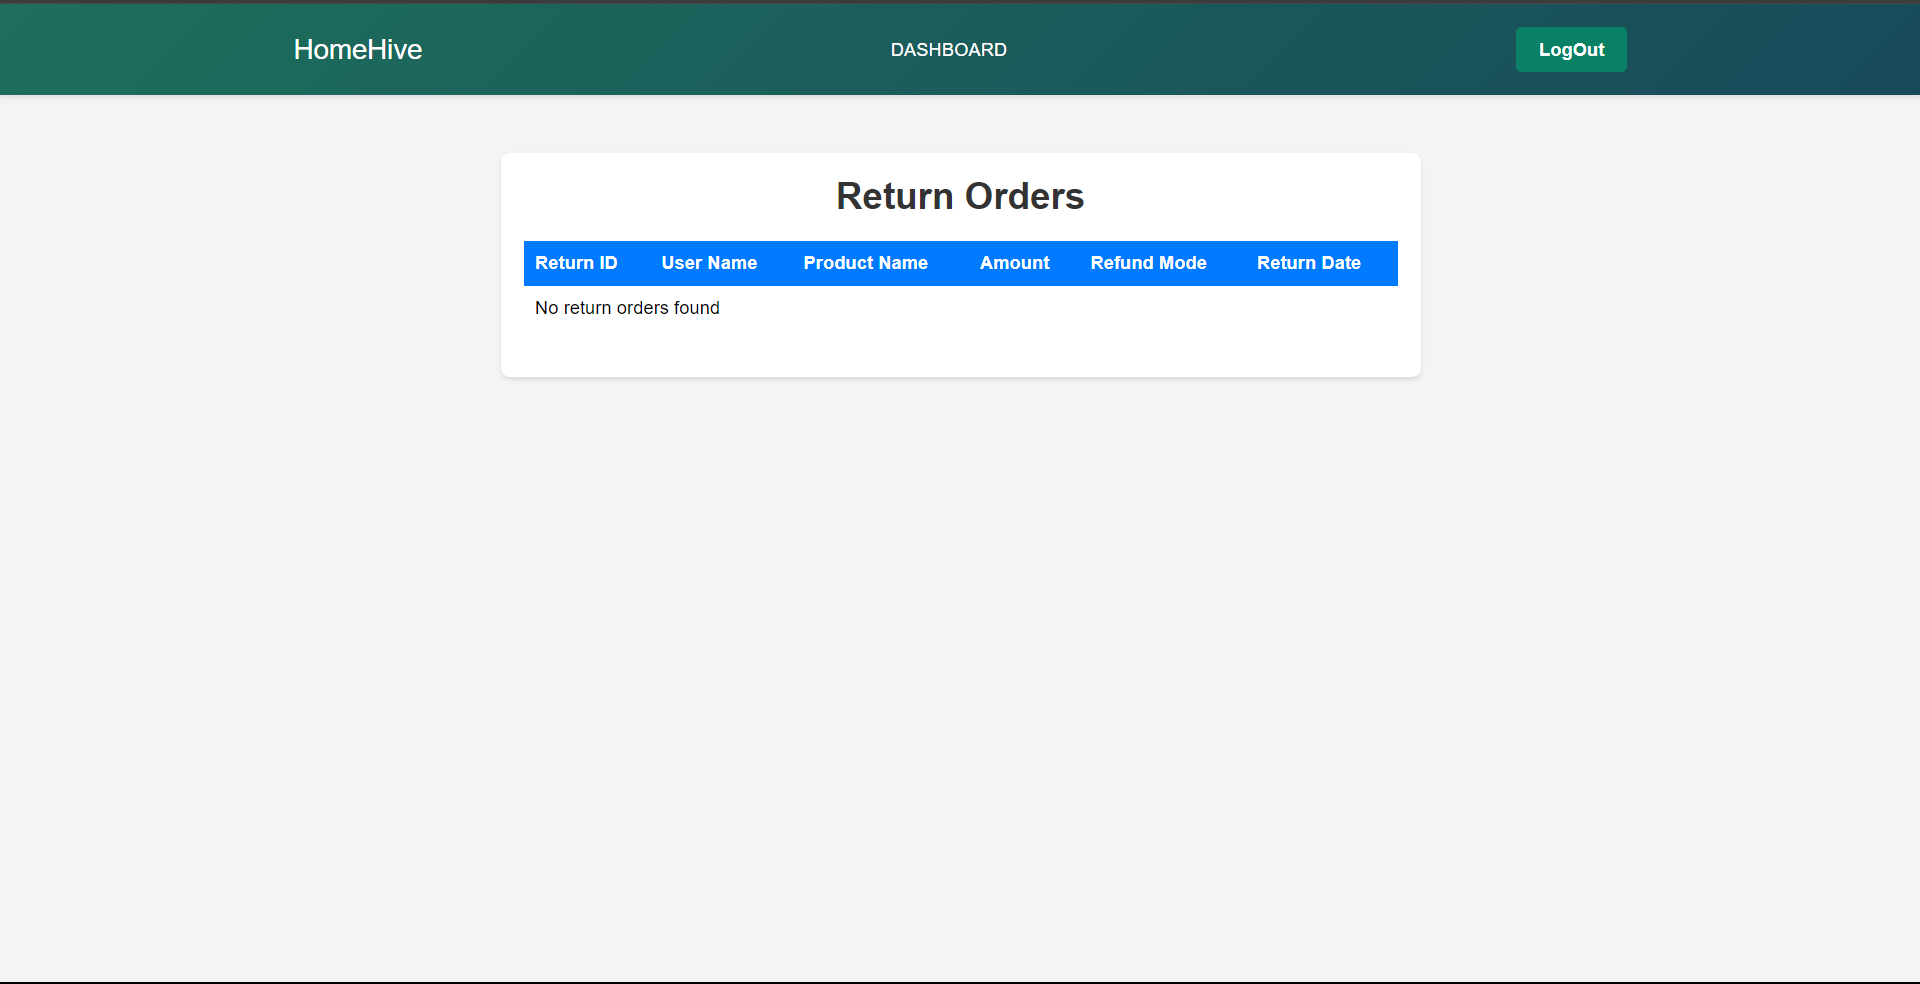 HomeHive DASHBOARD LogOut
Return Orders
Return ID User Name Product Name Amount Refund Mode Return Date
No return orders found